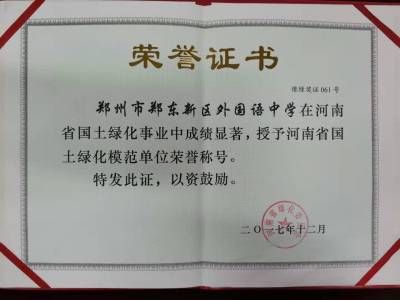 荣誉证书
豫绿奖证 061 号
郑州市郑东新区外国语中学在河南
省国土绿化事业中成绩显著，授予河南省国
土绿化模范单位荣誉称号。
特发此证，以资鼓励。
二〇一七年十二月